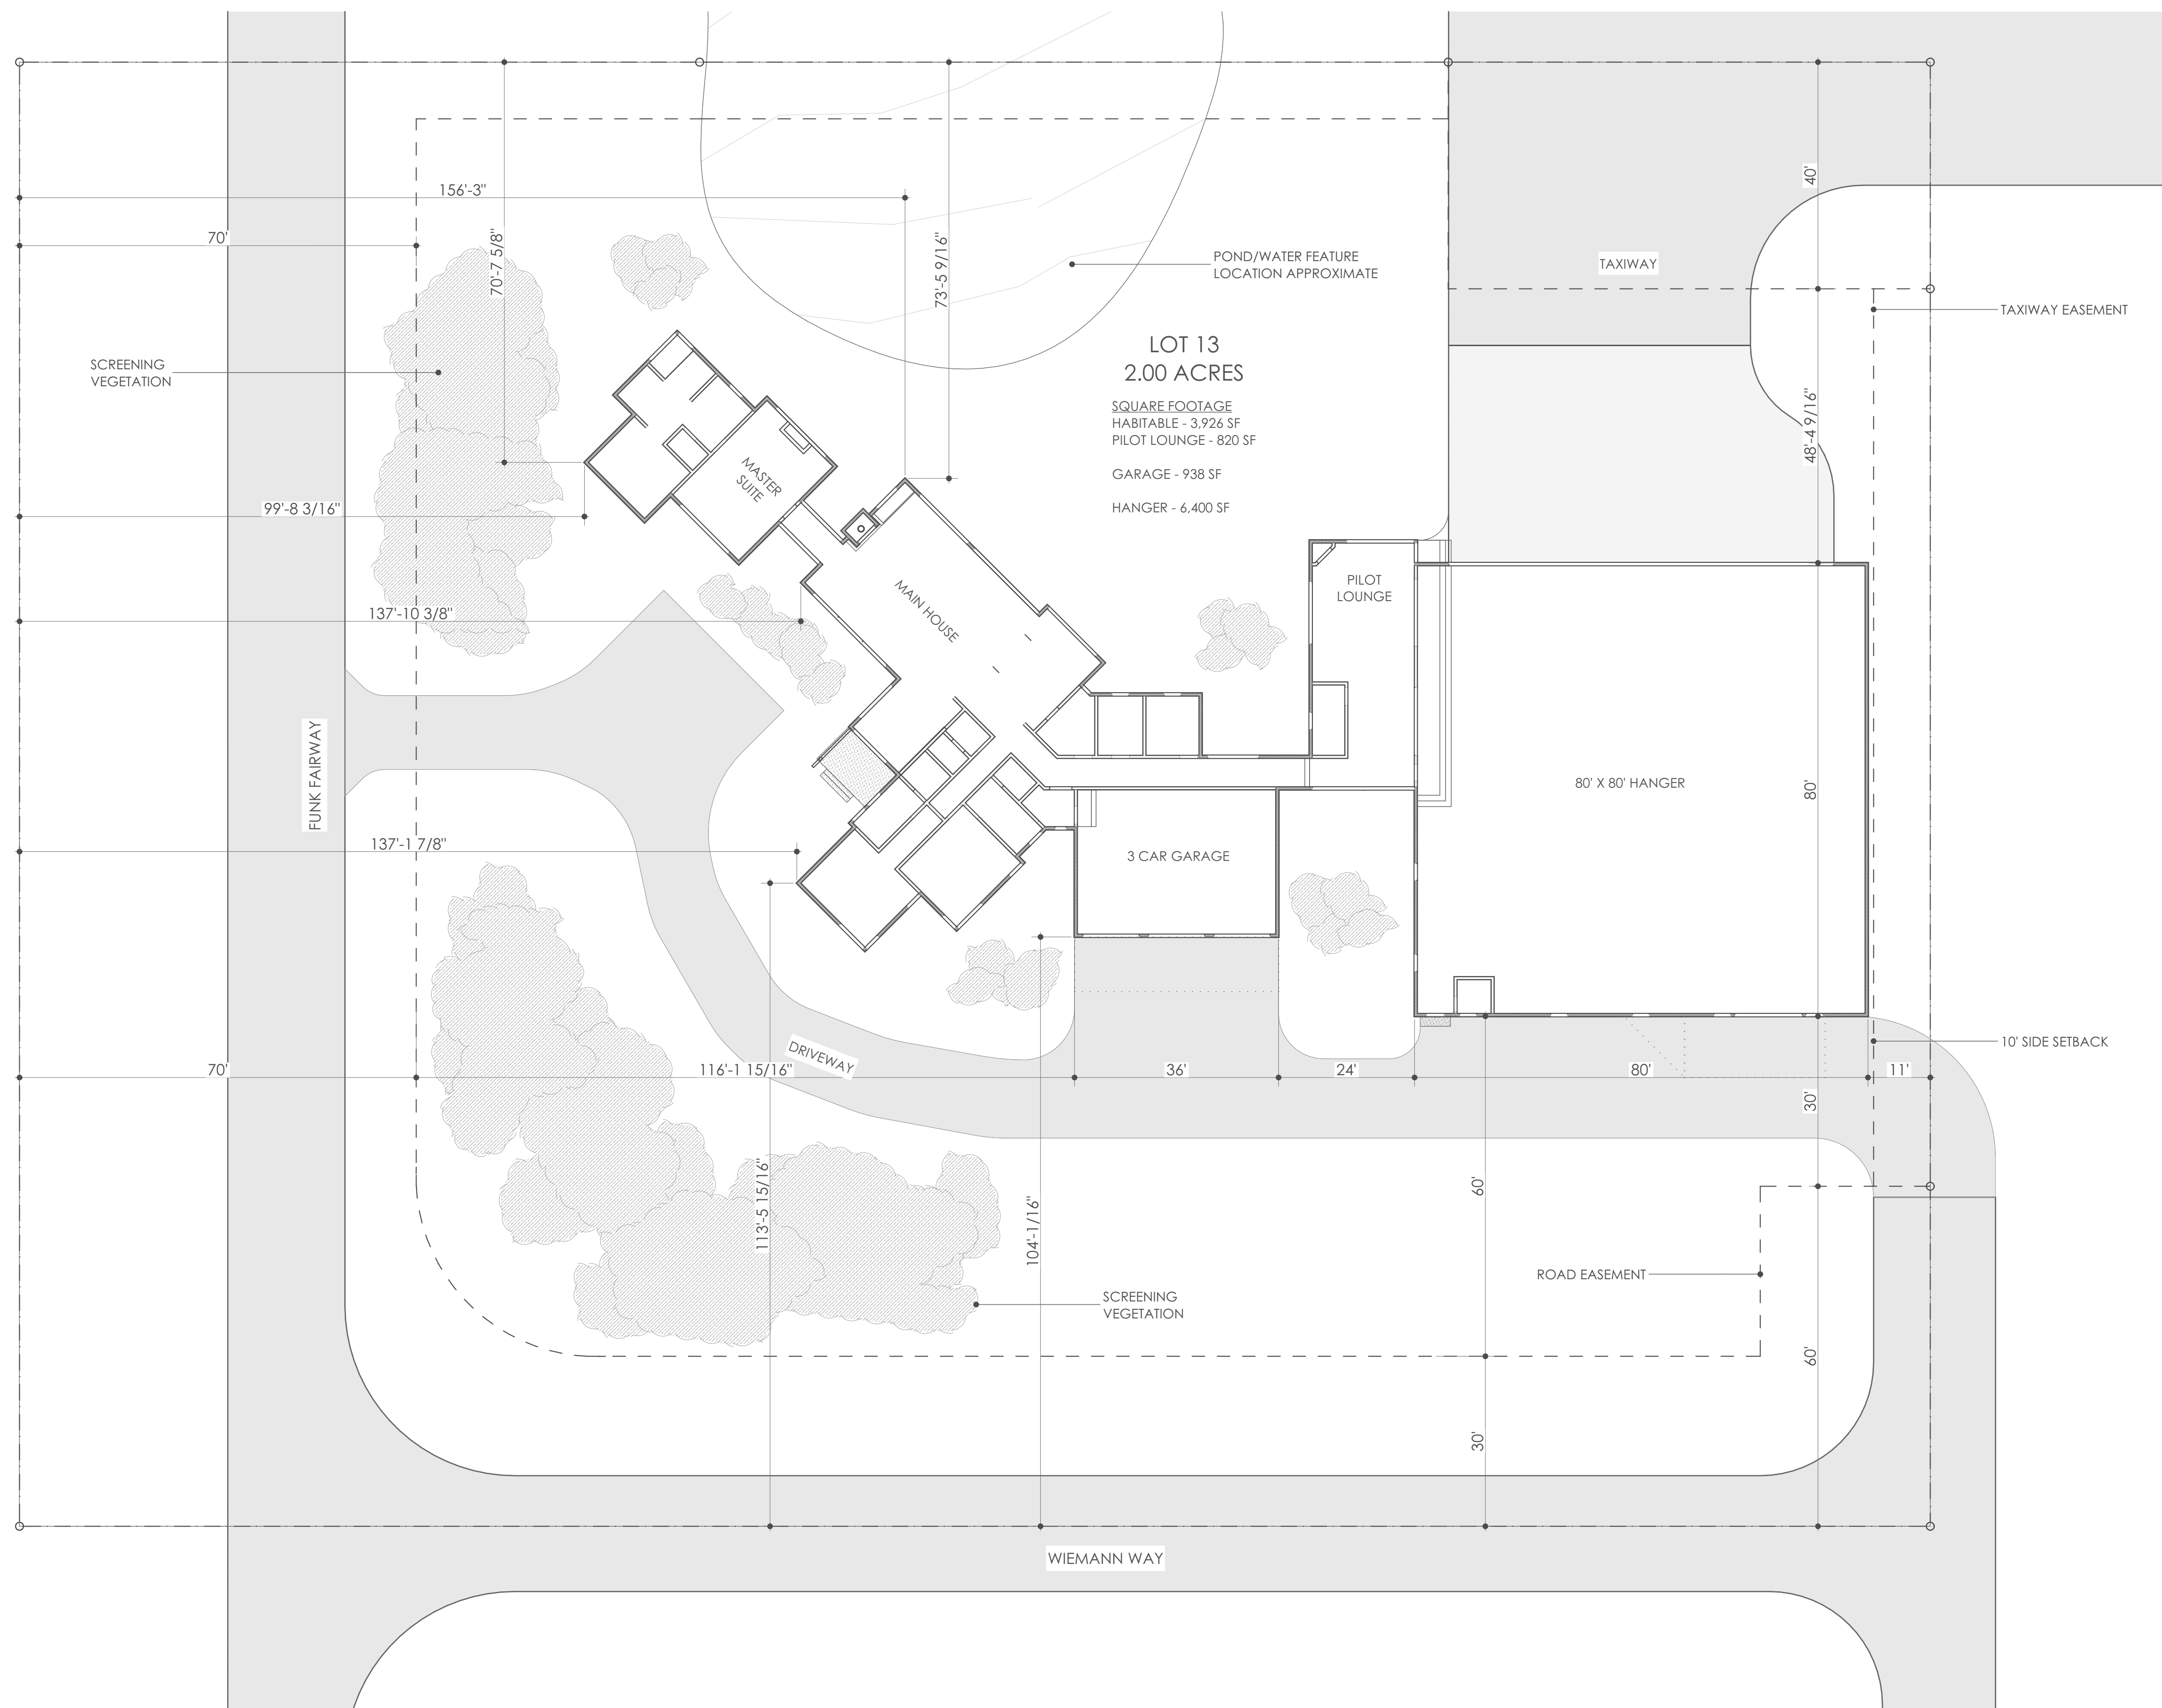 40'
156'-3"
70'
70'-7 5/8"
73'-5 9/16"
POND/WATER FEATURE
LOCATION APPROXIMATE
TAXIWAY
TAXIWAY EASEMENT
LOT 13
2.00 ACRES
SQUARE FOOTAGE
HABITABLE - 3,926 SF
PILOT LOUNGE - 820 SF
GARAGE - 938 SF
HANGER - 6,400 SF
SCREENING
VEGETATION
48'-4 9/16"
MASTER
SUITE
99'-8 3/16"
PILOT
LOUNGE
MAIN HOUSE
137'-10 3/8"
FUNK FAIRWAY
80' X 80' HANGER
80'
137'-1 7/8"
3 CAR GARAGE
10' SIDE SETBACK
DRIVEWAY
70'
116'-1 15/16"
36'
24'
80'
11'
30'
113'-5 15/16"
104'-1/16"
60'
ROAD EASEMENT
SCREENING
VEGETATION
60'
30'
WIEMANN WAY